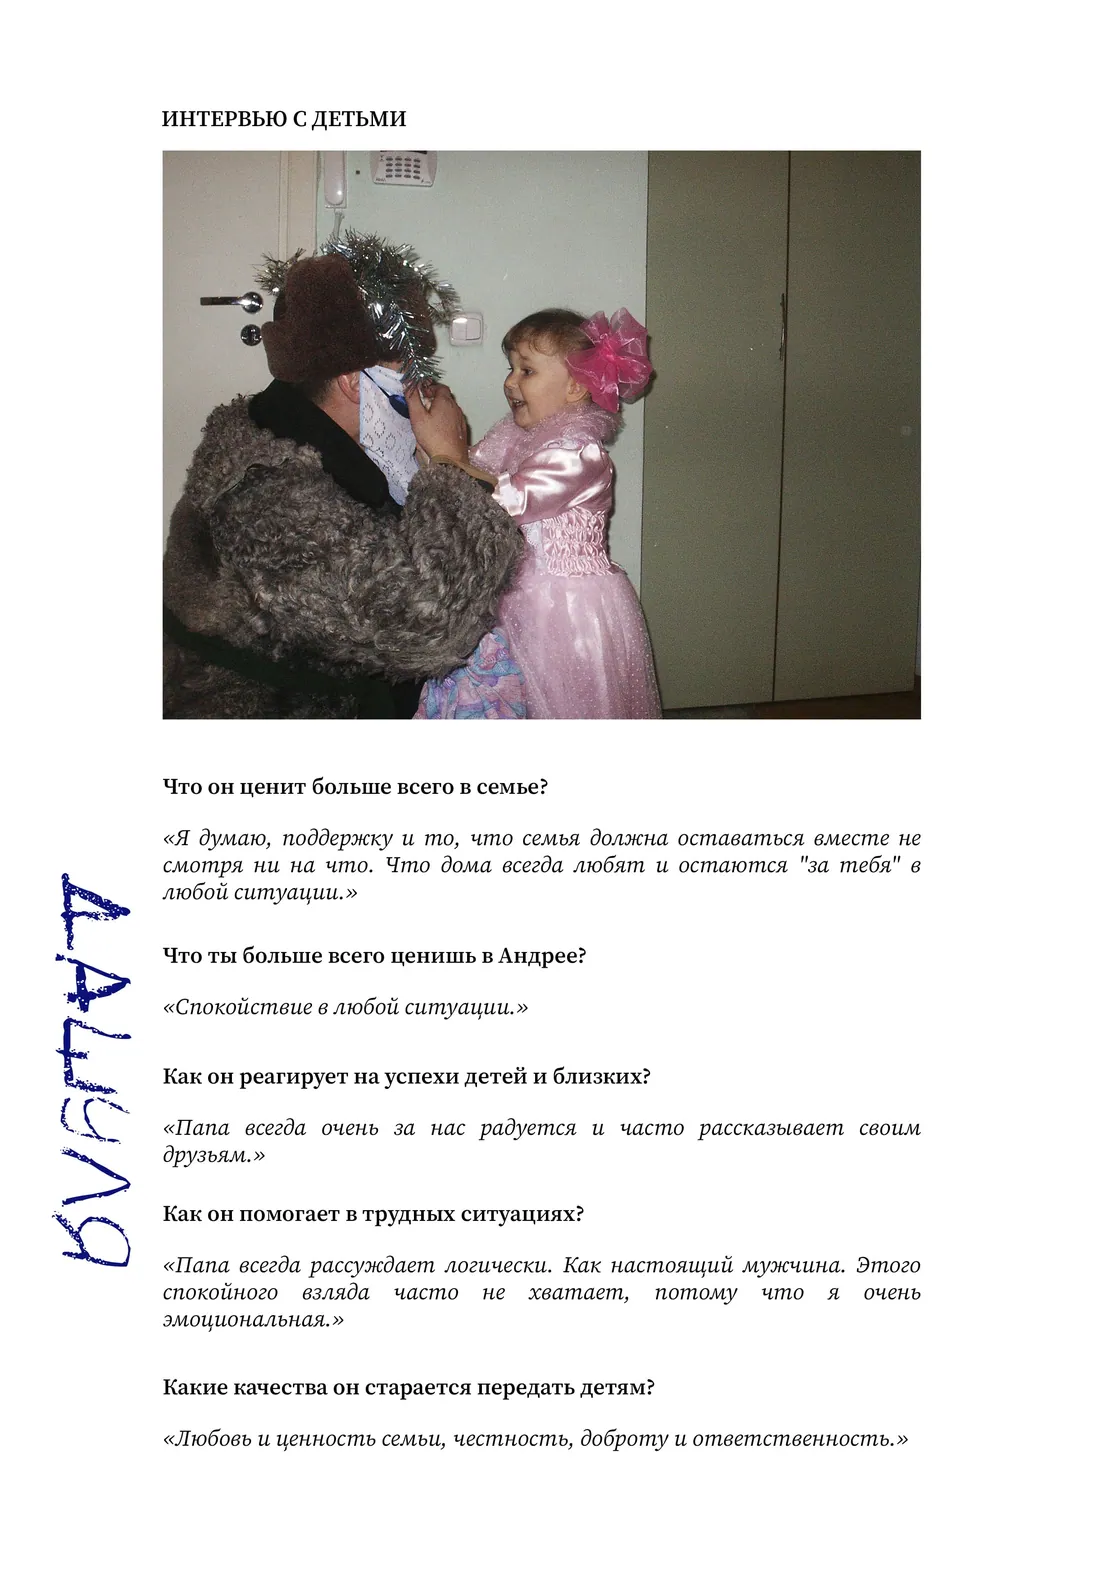 ИНТЕРВЬЮ С ДЕТЬМИ
Что он ценит больше всего в семье?
«Я думаю, поддержку и то, что семья должна оставаться вместе не
смотря ни на что. Что дома всегда любят и остаются "за тебя" в
любой ситуации.»
Что ты больше всего ценишь в Андрее?
«Спокойствие в любой ситуации.»
Как он реагирует на успехи детей и близких?
«Папа всегда очень за нас радуется и часто рассказывает своим
друзьям.»
Как он помогает в трудных ситуациях?
«Папа всегда рассуждает логически. Как настоящий мужчина. Этого
спокойного взгляда часто не хватает, потому что я очень
эмоциональная.»
Какие качества он старается передать детям?
«Любовь и ценность семьи, честность, доброту и ответственность.»
ДАШУЛЯ